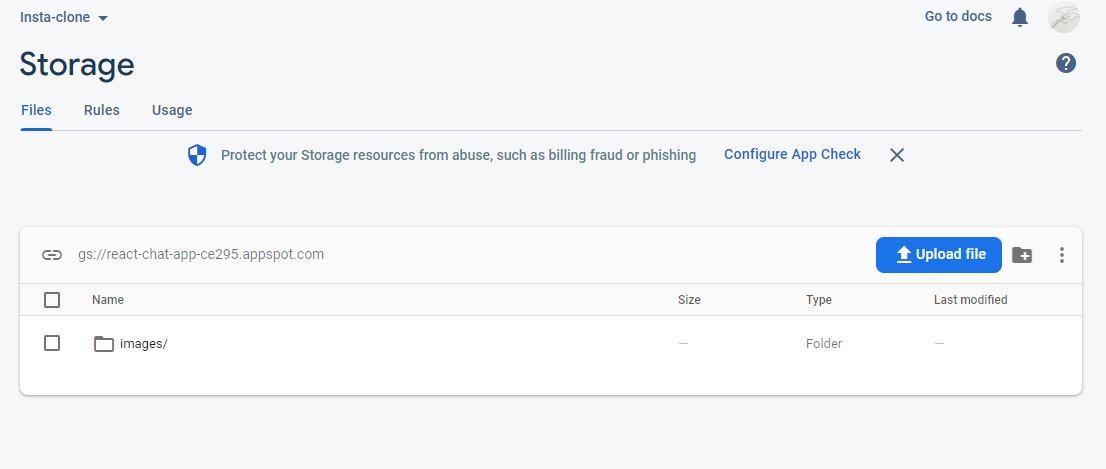 Insta-clone
Go to docs
Storage
Files Rules Usage
Protect your Storage resources from abuse, such as billing fraud or phishing Configure App Check
gs://react-chat-app-ce295.appspot.com
Upload file
Name Size Type Last modified
images/ — Folder —